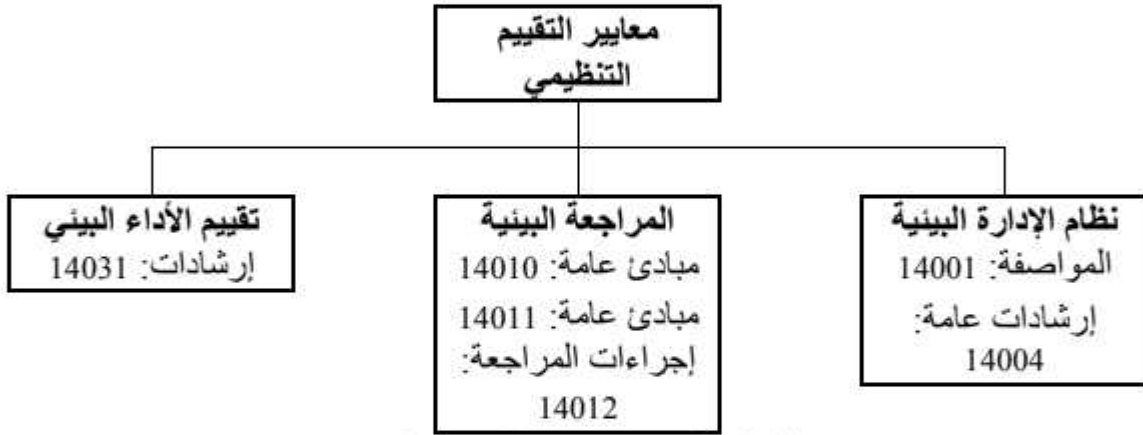 معايير التقييم
التنظيمي
نظام الإدارة البيئية
المواصفة: 14001
إرشادات عامة:
14004
المراجعة البيئية
مبادئ عامة: 14010
مبادئ عامة: 14011
إجراءات المراجعة:
14012
تقييم الأداء البيئي
إرشادات: 14031